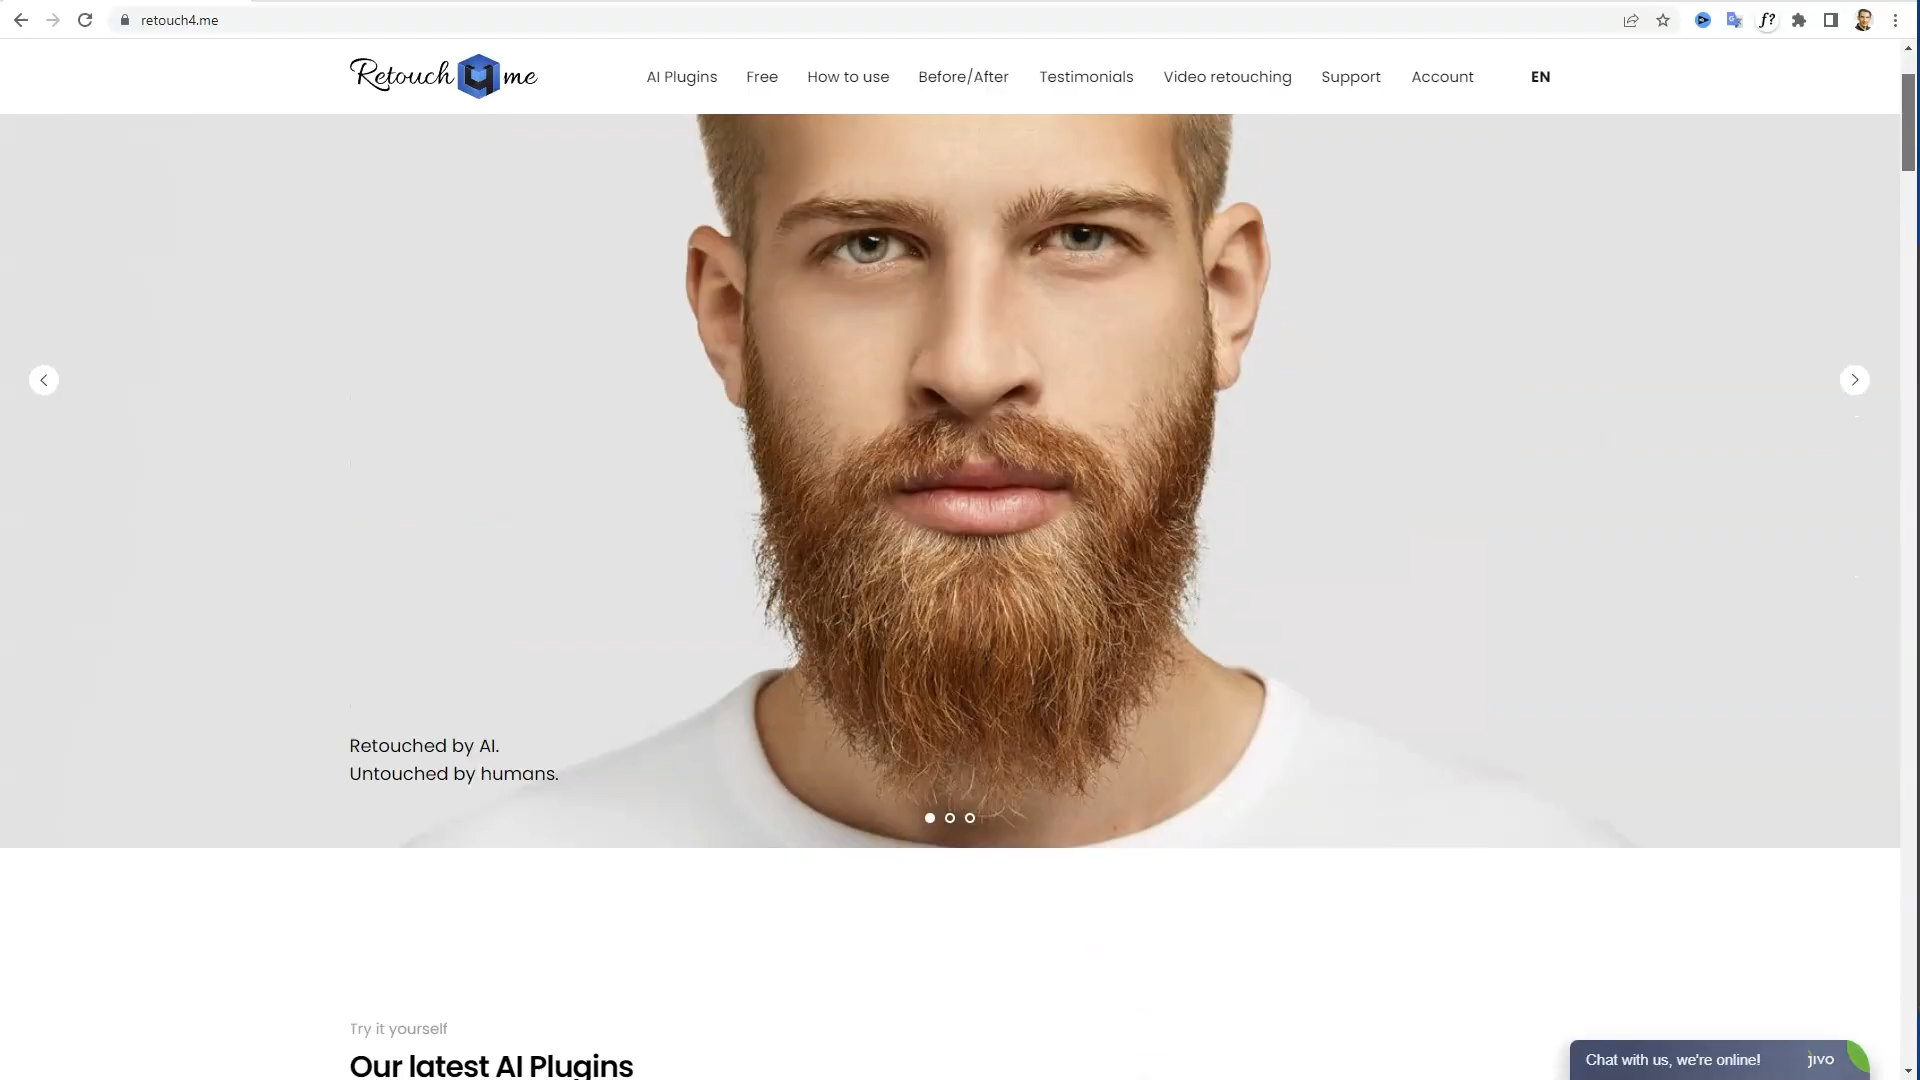 retouch4.me
Retouch 4 me
AI Plugins
Free
How to use
Before/After
Testimonials
Video retouching
Support
Account
EN
Retouched by AI.
Untouched by humans.
Try it yourself
Our latest AI Plugins
Chat with us, we're online!
jivo